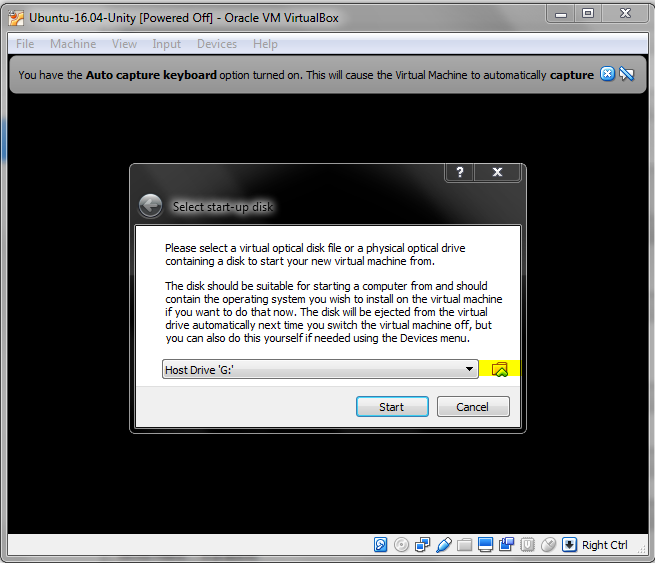 Ubuntu-16.04-Unity [Powered Off] - Oracle VM VirtualBox
File Machine View Input Devices Help
You have the Auto capture keyboard option turned on. This will cause the Virtual Machine to automatically capture
?
Select start-up disk
Please select a virtual optical disk file or a physical optical drive
containing a disk to start your new virtual machine from.
The disk should be suitable for starting a computer from and should
contain the operating system you wish to install on the virtual machine
if you want to do that now. The disk will be ejected from the virtual
drive automatically next time you switch the virtual machine off, but
you can also do this yourself if needed using the Devices menu.
Host Drive 'G:'
Start Cancel
Right Ctrl